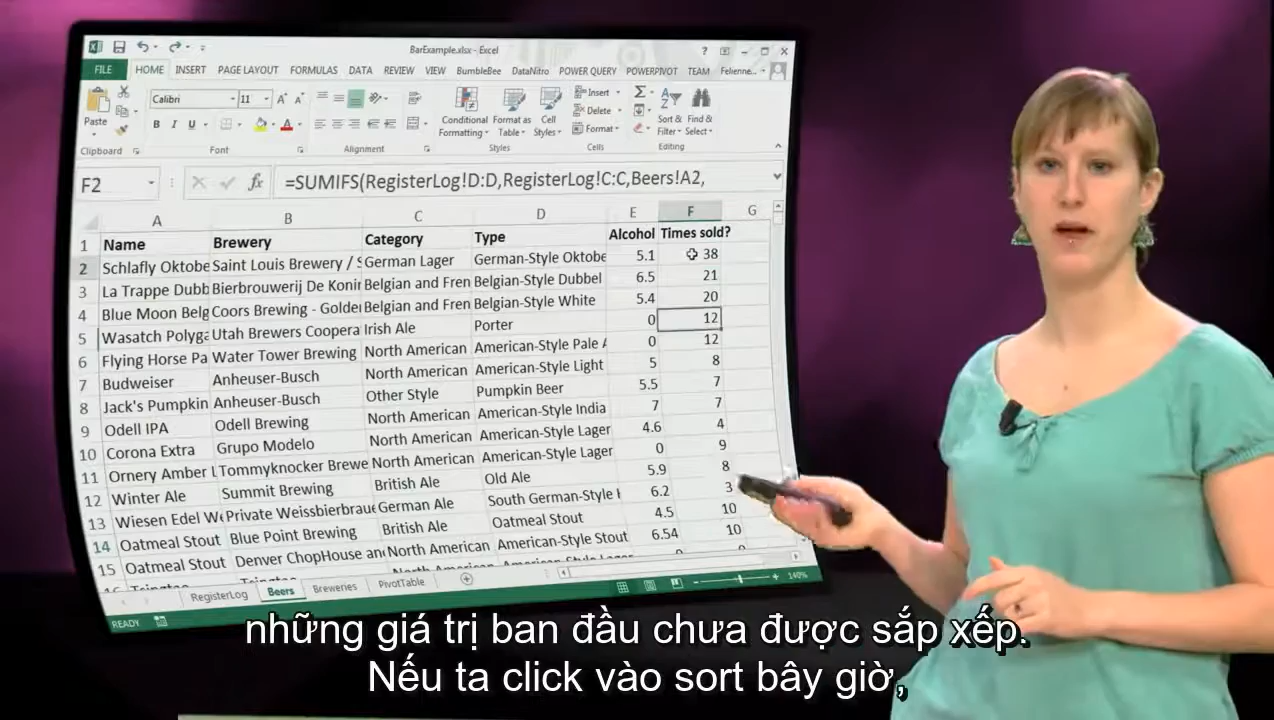 BarExample.xlsx - Excel
FILE HOME INSERT PAGE LAYOUT FORMULAS DATA REVIEW VIEW BumbleBee DataNitro POWER QUERY POWERPIVOT TEAM Felienne...
Calibri 11
Paste
B I U
Conditional Formatting
Format as Table
Cell Styles
Insert
Delete
Format
Sort & Filter
Find & Select
Clipboard Font Alignment Styles Cells Editing
F2 fx =SUMIFS(RegisterLog!D:D,RegisterLog!C:C,Beers!A2,
A B C D E F G
1 Name Brewery Category Type Alcohol Times sold?
2 Schlafly Oktobe Saint Louis Brewery / S German Lager German-Style Oktobe 5.1 38
3 La Trappe Dubb Bierbrouwerij De Konir Belgian and Fren Belgian-Style Dubbel 6.5 21
4 Blue Moon Belg Coors Brewing - Golde Belgian and Fren Belgian-Style White 5.4 20
5 Wasatch Polyga Utah Brewers Coopera Irish Ale Porter 0 12
6 Flying Horse Pa Water Tower Brewing North American American-Style Pale A 0 12
7 Budweiser Anheuser-Busch North American American-Style Light 5 8
8 Jack's Pumpkin Anheuser-Busch Other Style Pumpkin Beer 5.5 7
9 Odell IPA Odell Brewing North American American-Style India 7 7
10 Corona Extra Grupo Modelo North American American-Style Lager 4.6 4
11 Ornery Amber L Tommyknocker Brewe North American American-Style Lager 0 9
12 Winter Ale Summit Brewing British Ale Old Ale 5.9 8
13 Wiesen Edel We Private Weissbierbraue German Ale South German-Style H 6.2 3
14 Oatmeal Stout Blue Point Brewing British Ale Oatmeal Stout 4.5 10
15 Oatmeal Stout Denver ChopHouse an North American American-Style Stout 6.54 10
RegisterLog Beers Breweries PivotTable
READY 140%
những giá trị ban đầu chưa được sắp xếp.
Nếu ta click vào sort bây giờ,